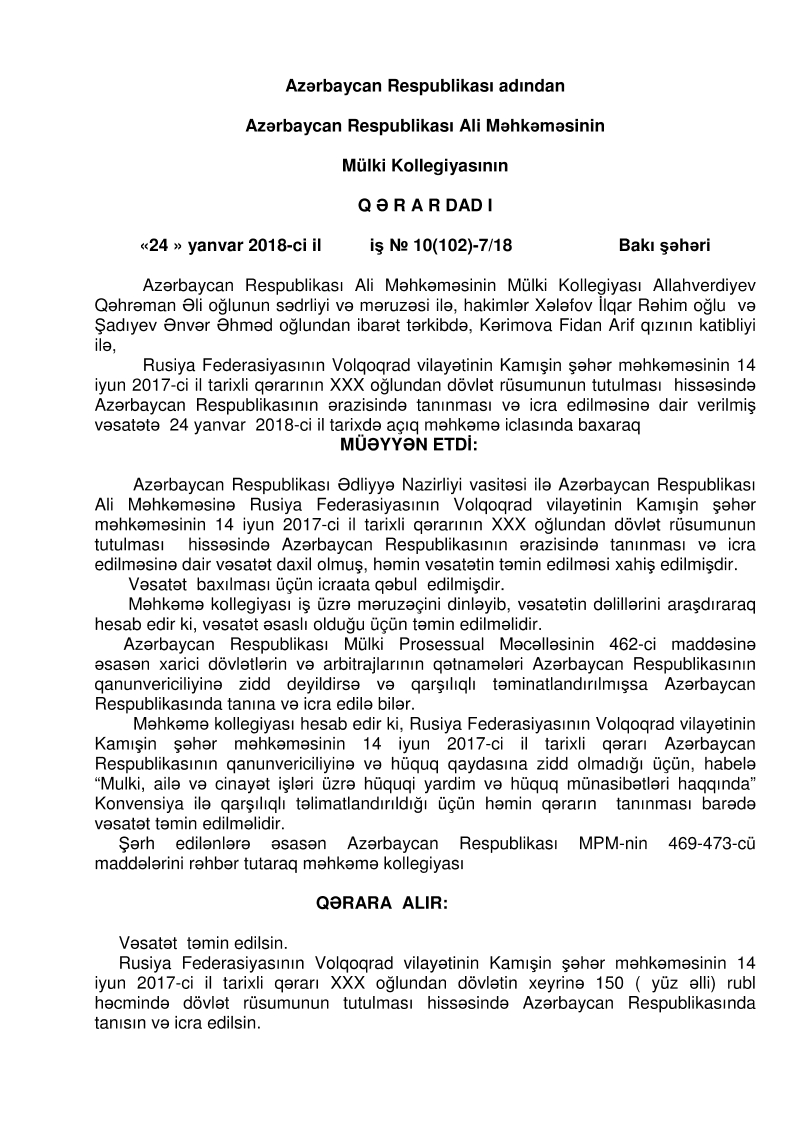 Azərbaycan Respublikası adından
Azərbaycan Respublikası Ali Məhkəməsinin
Mülki Kollegiyasının
Q Ə R A R DAD I
«24 » yanvar 2018-ci il iş № 10(102)-7/18 Bakı şəhəri
Azərbaycan Respublikası Ali Məhkəməsinin Mülki Kollegiyası Allahverdiyev
Qəhrəman Əli oğlunun sədrliyi və məruzəsi ilə, hakimlər Xələfov İlqar Rəhim oğlu və
Şadıyev Ənvər Əhməd oğlundan ibarət tərkibdə, Kərimova Fidan Arif qızının katibliyi
ilə,
Rusiya Federasiyasının Volqoqrad vilayətinin Kamışin şəhər məhkəməsinin 14
iyun 2017-ci il tarixli qərarının XXX oğlundan dövlət rüsumunun tutulması hissəsində
Azərbaycan Respublikasının ərazisində tanınması və icra edilməsinə dair verilmiş
vəsatətə 24 yanvar 2018-ci il tarixdə açıq məhkəmə iclasında baxaraq
MÜƏYYƏN ETDİ:
Azərbaycan Respublikası Ədliyyə Nazirliyi vasitəsi ilə Azərbaycan Respublikası
Ali Məhkəməsinə Rusiya Federasiyasının Volqoqrad vilayətinin Kamışin şəhər
məhkəməsinin 14 iyun 2017-ci il tarixli qərarının XXX oğlundan dövlət rüsumunun
tutulması hissəsində Azərbaycan Respublikasının ərazisində tanınması və icra
edilməsinə dair vəsatət daxil olmuş, həmin vəsatətin təmin edilməsi xahiş edilmişdir.
Vəsatət baxılması üçün icraata qəbul edilmişdir.
Məhkəmə kollegiyası iş üzrə məruzəçini dinləyib, vəsatətin dəlillərini araşdıraraq
hesab edir ki, vəsatət əsaslı olduğu üçün təmin edilməlidir.
Azərbaycan Respublikası Mülki Prosessual Məcəlləsinin 462-ci maddəsinə
əsasən xarici dövlətlərin və arbitrajlarının qətnamələri Azərbaycan Respublikasının
qanunvericiliyinə zidd deyildirsə və qarşılıqlı təminatlandırılmışsa Azərbaycan
Respublikasında tanına və icra edilə bilər.
Məhkəmə kollegiyası hesab edir ki, Rusiya Federasiyasının Volqoqrad vilayətinin
Kamışin şəhər məhkəməsinin 14 iyun 2017-ci il tarixli qərarı Azərbaycan
Respublikasının qanunvericiliyinə və hüquq qaydasına zidd olmadığı üçün, habelə
“Mulki, ailə və cinayət işləri üzrə hüquqi yardim və hüquq münasibətləri haqqında”
Konvensiya ilə qarşılıqlı təlimatlandırıldığı üçün həmin qərarın tanınması barədə
vəsatət təmin edilməlidir.
Şərh edilənlərə əsasən Azərbaycan Respublikası MPM-nin 469-473-cü
maddələrini rəhbər tutaraq məhkəmə kollegiyası
QƏRARA ALIR:
Vəsatət təmin edilsin.
Rusiya Federasiyasının Volqoqrad vilayətinin Kamışin şəhər məhkəməsinin 14
iyun 2017-ci il tarixli qərarı XXX oğlundan dövlətin xeyrinə 150 ( yüz əlli) rubl
həcmində dövlət rüsumunun tutulması hissəsində Azərbaycan Respublikasında
tanısın və icra edilsin.